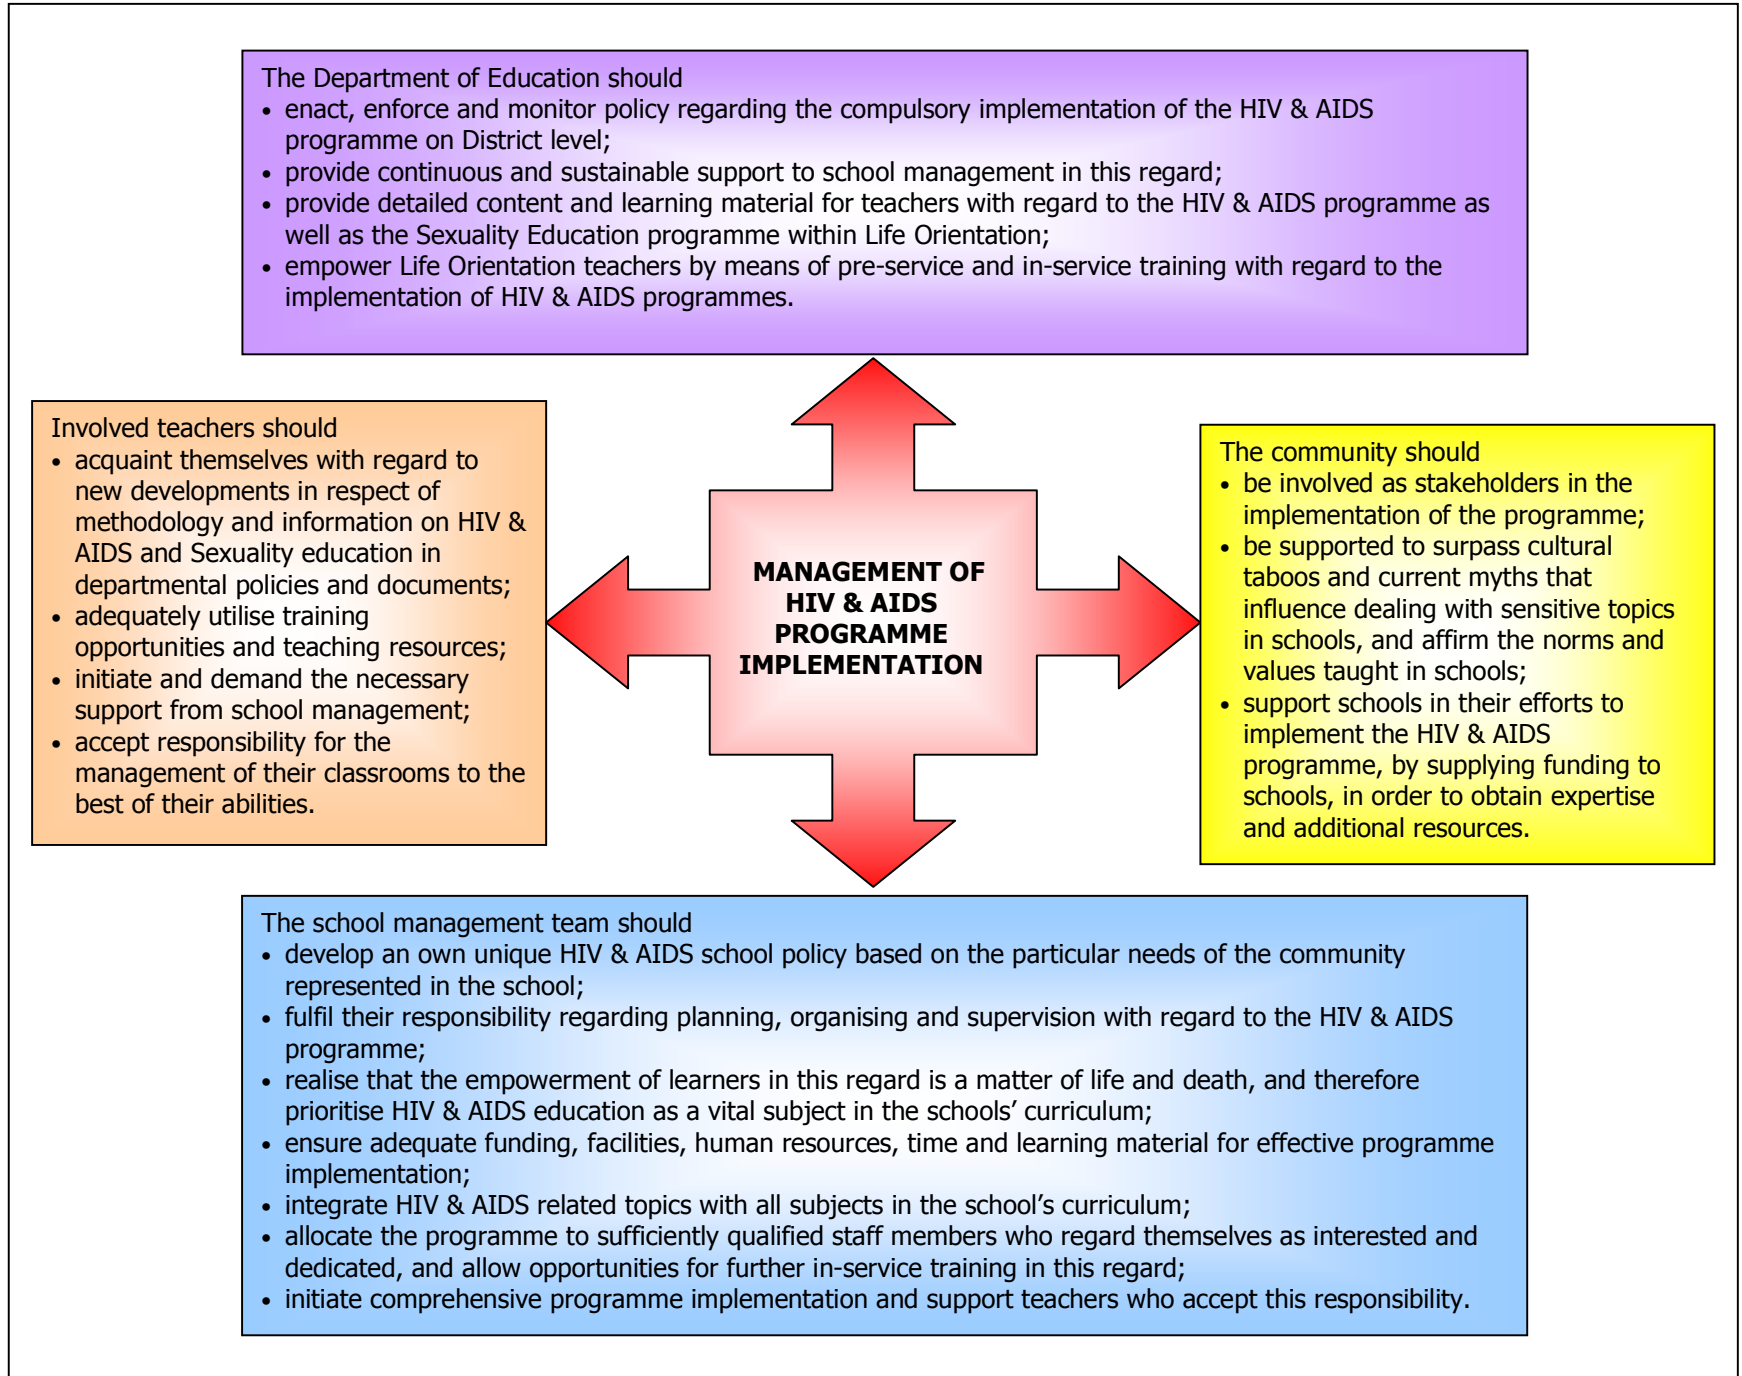 The Department of Education should
• enact, enforce and monitor policy regarding the compulsory implementation of the HIV & AIDS
programme on District level;
• provide continuous and sustainable support to school management in this regard;
• provide detailed content and learning material for teachers with regard to the HIV & AIDS programme as
well as the Sexuality Education programme within Life Orientation;
• empower Life Orientation teachers by means of pre-service and in-service training with regard to the
implementation of HIV & AIDS programmes.
Involved teachers should
• acquaint themselves with regard to
new developments in respect of
methodology and information on HIV &
AIDS and Sexuality education in
departmental policies and documents;
• adequately utilise training
opportunities and teaching resources;
• initiate and demand the necessary
support from school management;
• accept responsibility for the
management of their classrooms to the
best of their abilities.
MANAGEMENT OF
HIV & AIDS
PROGRAMME
IMPLEMENTATION
The community should
• be involved as stakeholders in the
implementation of the programme;
• be supported to surpass cultural
taboos and current myths that
influence dealing with sensitive topics
in schools, and affirm the norms and
values taught in schools;
• support schools in their efforts to
implement the HIV & AIDS
programme, by supplying funding to
schools, in order to obtain expertise
and additional resources.
The school management team should
• develop an own unique HIV & AIDS school policy based on the particular needs of the community
represented in the school;
• fulfil their responsibility regarding planning, organising and supervision with regard to the HIV & AIDS
programme;
• realise that the empowerment of learners in this regard is a matter of life and death, and therefore
prioritise HIV & AIDS education as a vital subject in the schools’ curriculum;
• ensure adequate funding, facilities, human resources, time and learning material for effective programme
implementation;
• integrate HIV & AIDS related topics with all subjects in the school’s curriculum;
• allocate the programme to sufficiently qualified staff members who regard themselves as interested and
dedicated, and allow opportunities for further in-service training in this regard;
• initiate comprehensive programme implementation and support teachers who accept this responsibility.